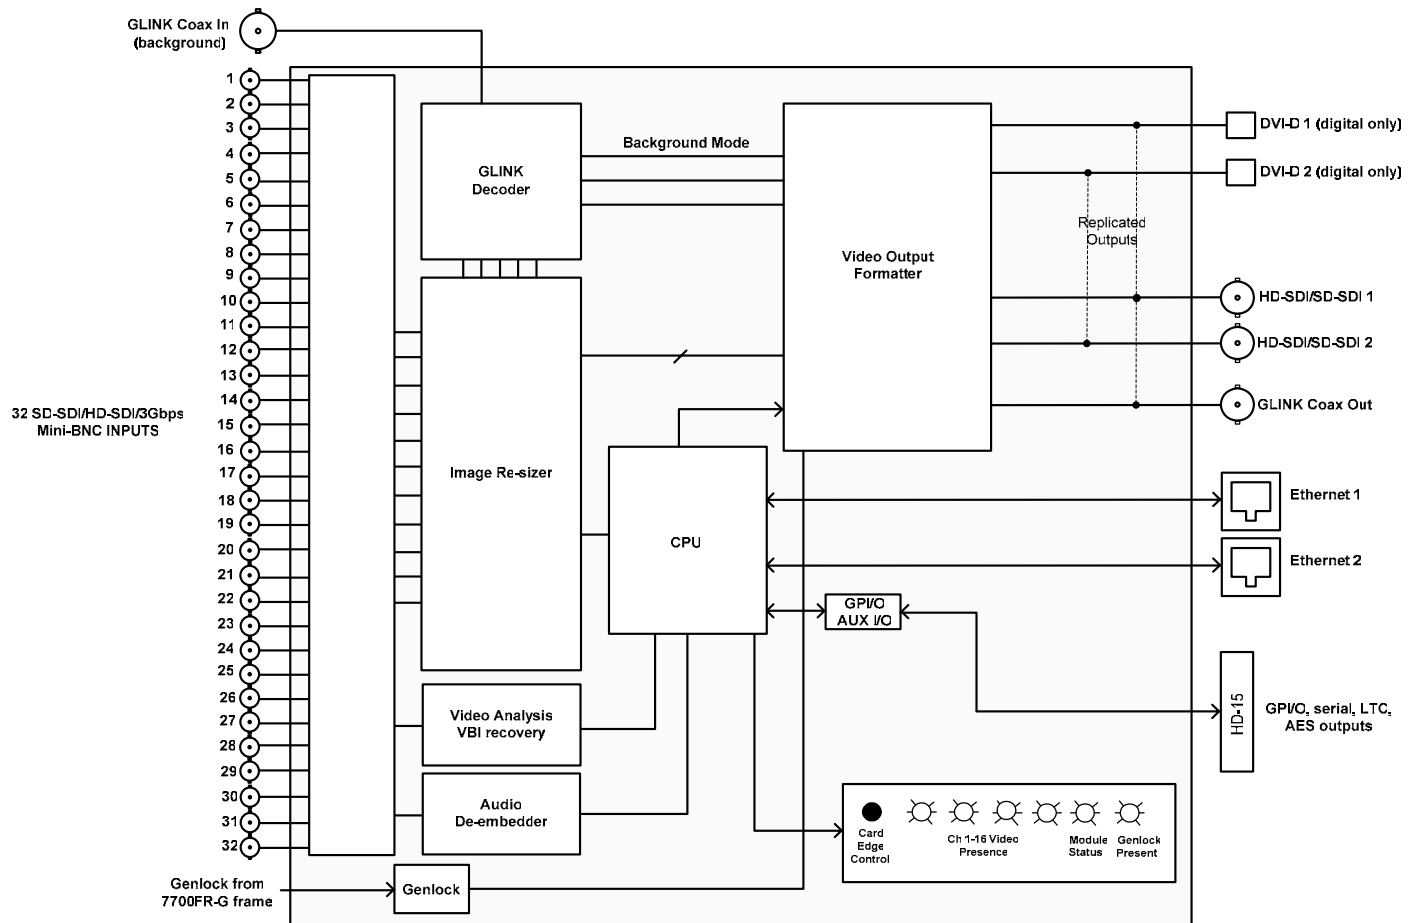 GLINK Coax In
(background)
1
2
3
4
5
6
7
8
9
10
11
12
13
14
15
16
17
18
19
20
21
22
23
24
25
26
27
28
29
30
31
32
32 SD-SDI/HD-SDI/3Gbps
Mini-BNC INPUTS
Genlock from
7700FR-G frame
GLINK
Decoder
Background Mode
Image Re-sizer
Video Analysis
VBI recovery
Audio
De-embedder
Genlock
CPU
Video Output
Formatter
GPI/O
AUX I/O
Replicated
Outputs
DVI-D 1 (digital only)
DVI-D 2 (digital only)
HD-SDI/SD-SDI 1
HD-SDI/SD-SDI 2
GLINK Coax Out
Ethernet 1
Ethernet 2
HD-15
GPI/O, serial, LTC,
AES outputs
Card
Edge
Control
Ch 1-16 Video
Presence
Module
Status
Genlock
Present